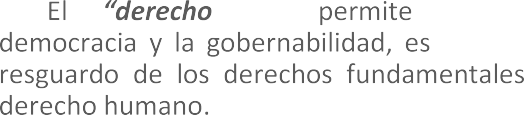 El “derecho permite
democracia y la gobernabilidad, es
resguardo de los derechos fundamentales
derecho humano.